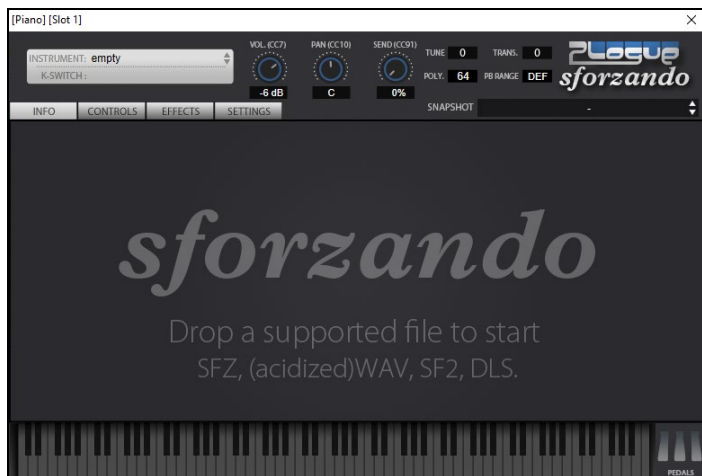 [Piano] [Slot 1]
INSTRUMENT: empty
K-SWITCH :
VOL. (CC7)
-6 dB
PAN (CC10)
C
SEND (CC91)
0%
TUNE 0 TRANS. 0
POLY. 64 PB RANGE DEF
Plogue
sforzando
INFO CONTROLS EFFECTS SETTINGS
SNAPSHOT -
sforzando
Drop a supported file to start
SFZ, (acidized)WAV, SF2, DLS.
PEDALS